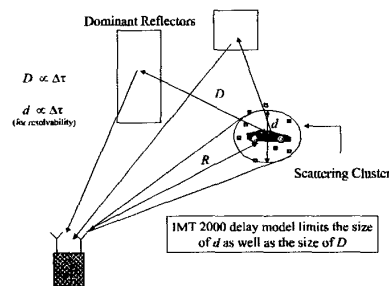 Dominant Reflectors
D ∝ Δτ
d ∝ Δτ
(for resolvability)
D
d
R
Scattering Cluster
IMT 2000 delay model limits the size
of d as well as the size of D